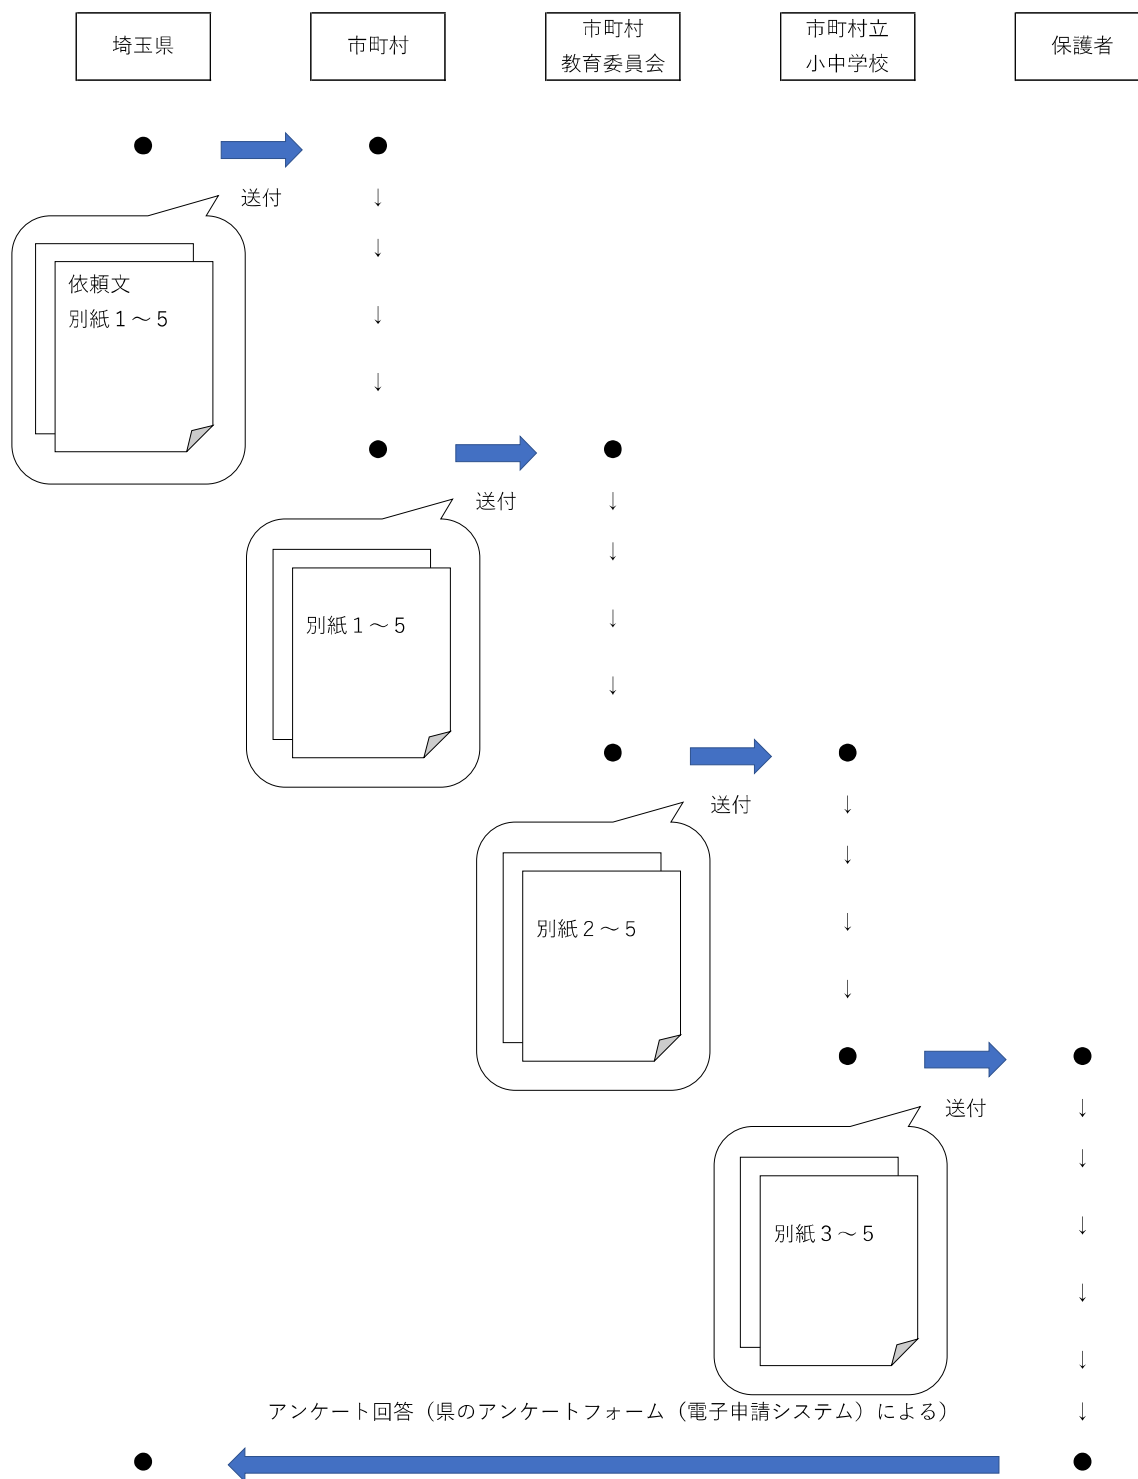 埼玉県
市町村
市町村
教育委員会
市町村立
小中学校
保護者
● ●
送付
↓
↓
依頼文
別紙1～5
↓
↓
● ●
送付
↓
↓
別紙1～5
↓
↓
● ●
送付
↓
↓
別紙2～5
↓
↓
● ●
送付
↓
↓
別紙3～5
↓
↓
↓
アンケート回答（県のアンケートフォーム（電子申請システム）による）
↓
● ●